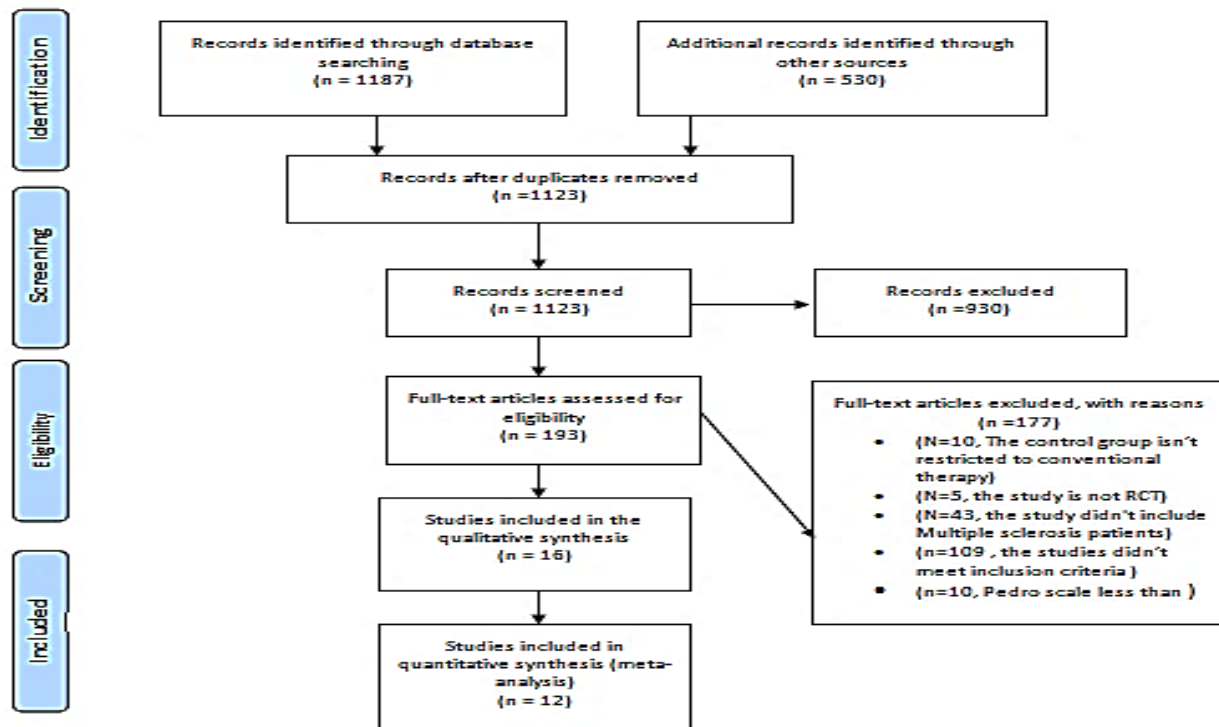 Identification
Records identified through database
searching
(n = 1187)
Additional records identified through
other sources
(n = 530)
Records after duplicates removed
(n =1123)
Screening
Records screened
(n = 1123)
Records excluded
(n =930)
Eligibility
Full-text articles assessed for
eligibility
(n = 193)
Full-text articles excluded, with reasons
(n =177)
• (N=10, The control group isn't
restricted to conventional
therapy)
• (N=5, the study is not RCT)
• (N=43, the study didn't include
Multiple sclerosis patients)
• (n=109 , the studies didn't
meet inclusion criteria )
• (n=10, Pedro scale less than )
Studies included in the
qualitative synthesis
(n = 16)
Included
Studies included in
quantitative synthesis (meta-
analysis)
(n = 12)